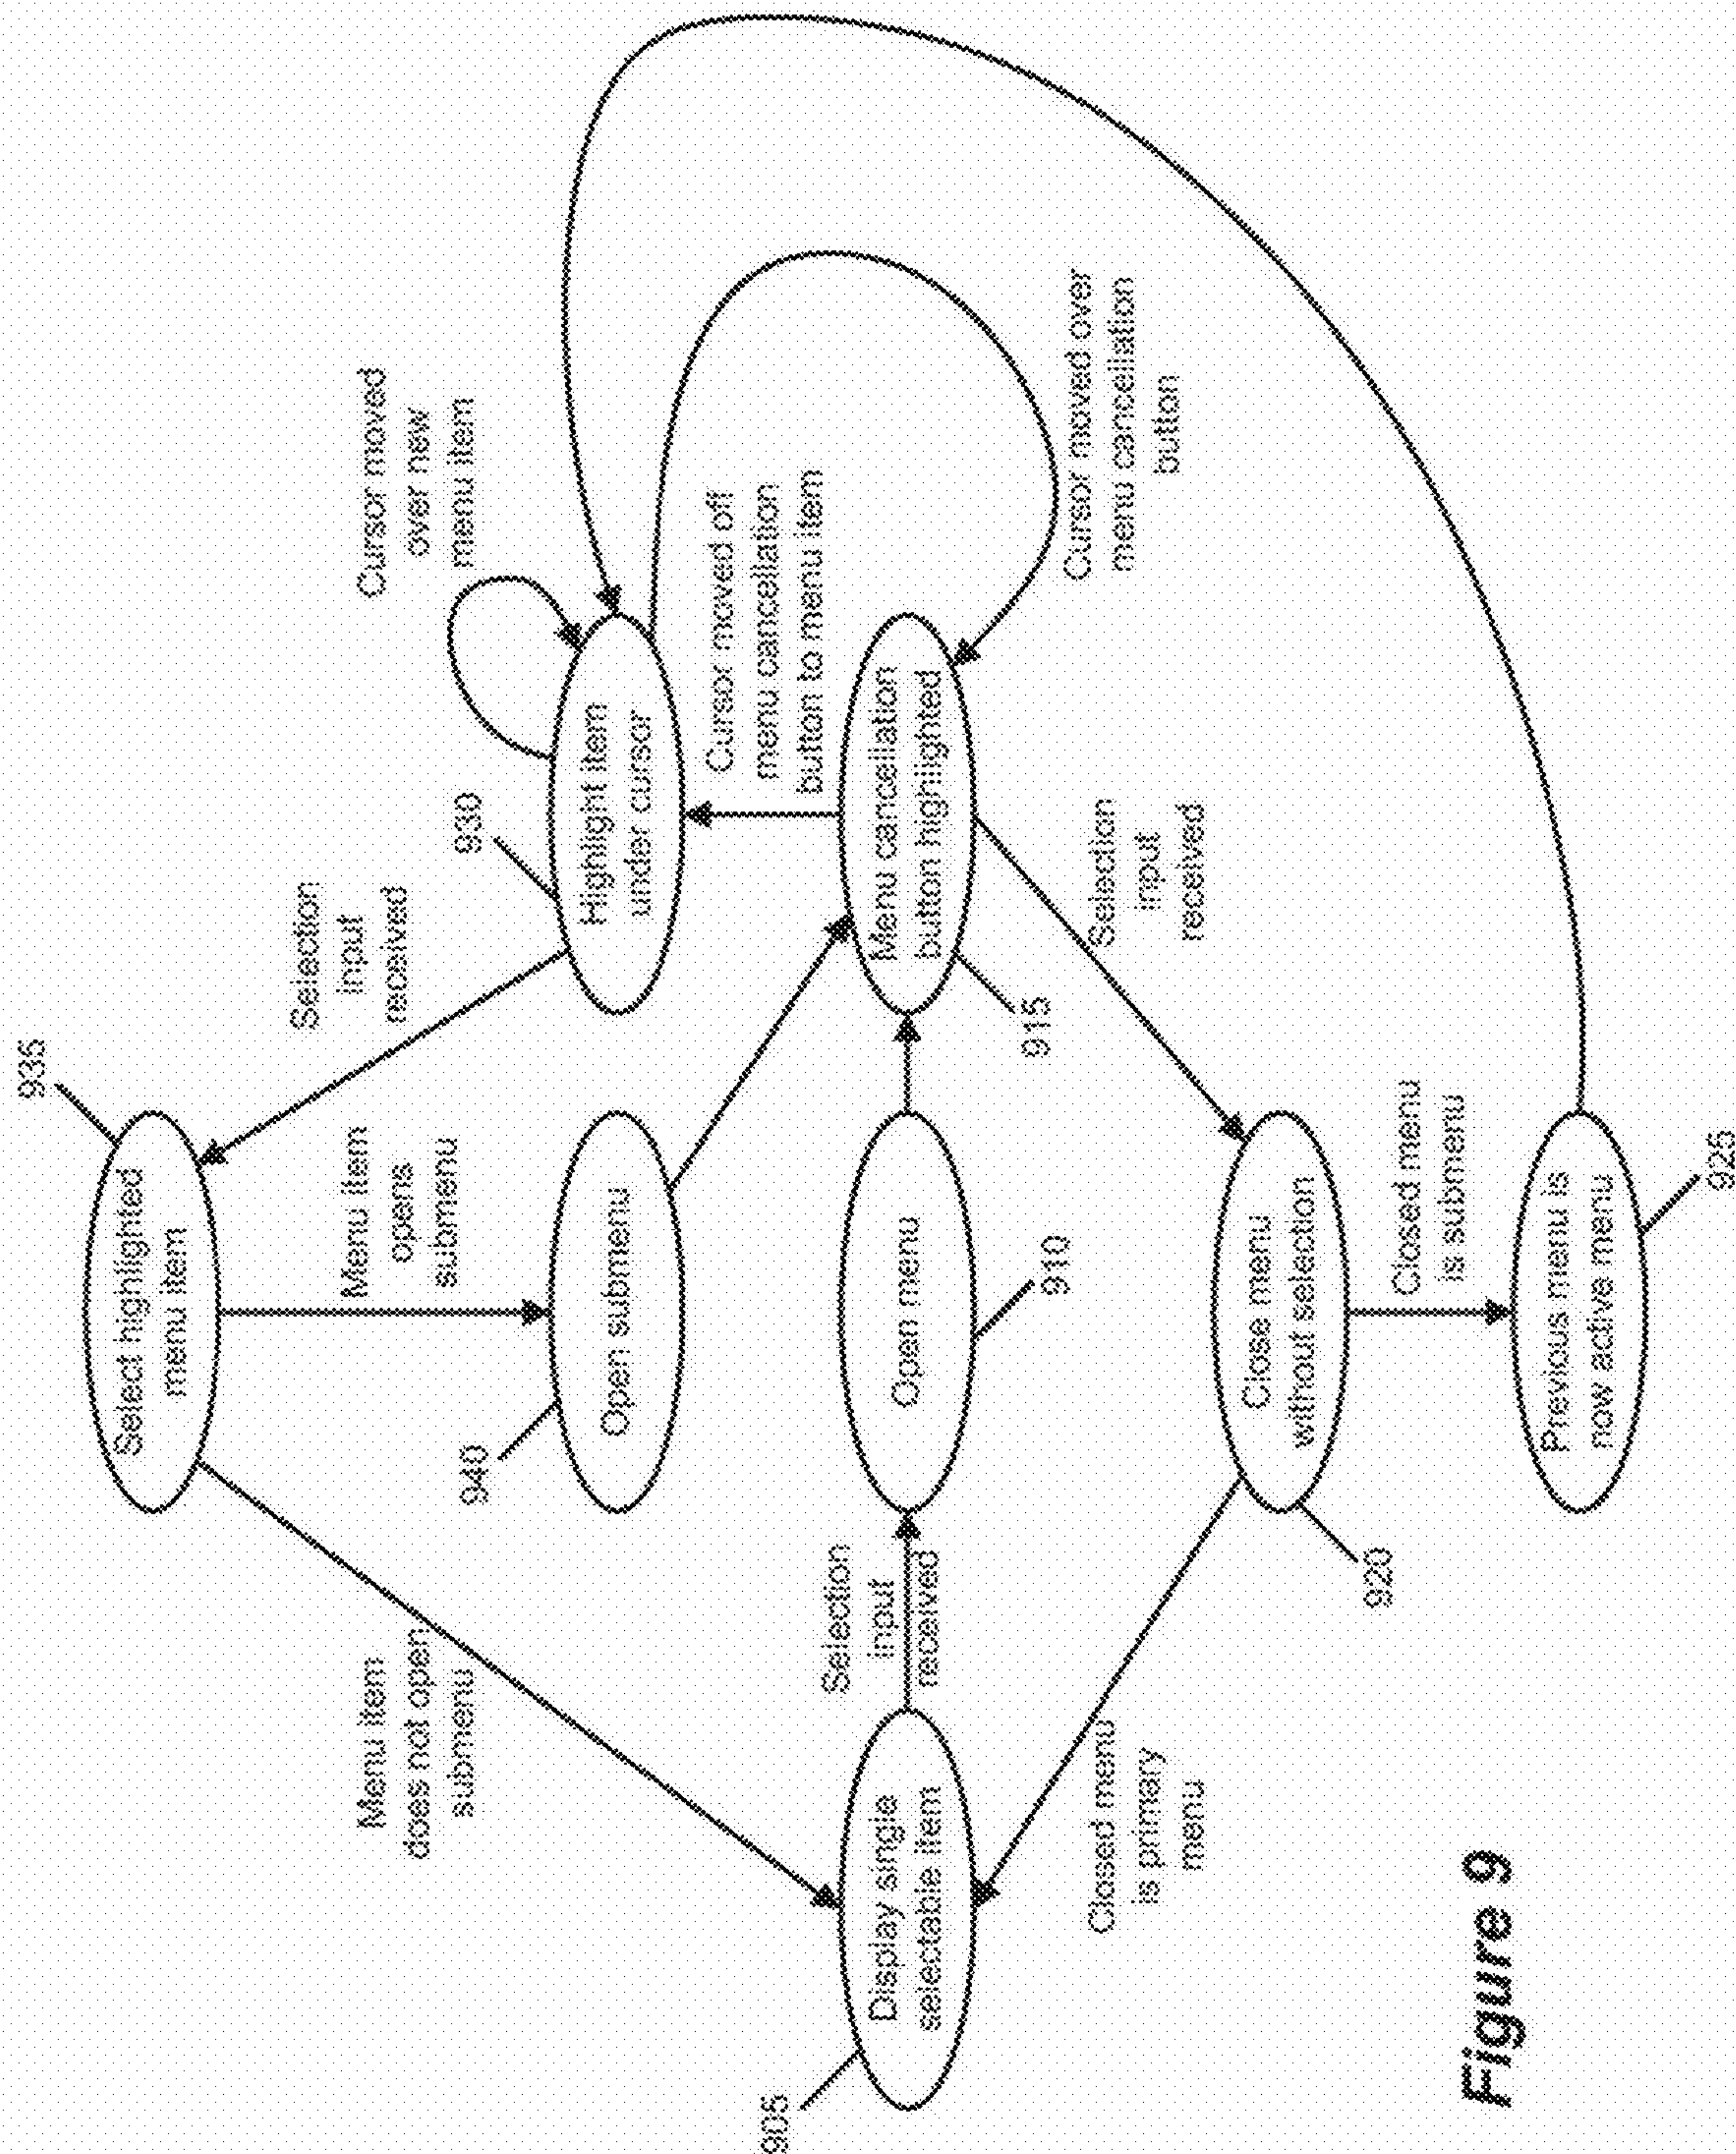 935
Select highlighted
menu item
Selection
input
received
Cursor moved
over new
menu item
Menu item
does not open
submenu
Menu item
opens
submenu
930
Highlight item
under cursor
940
Open submenu
Cursor moved off
menu cancellation
button to menu item
905
Display single
selectable item
Selection
input
received
Open menu
910
Menu cancellation
button highlighted
915
Cursor moved over
menu cancellation
button
Closed menu
is primary
menu
Selection
input
received
Close menu
without selection
920
Closed menu
is submenu
Previous menu is
now active menu
925
Figure 9